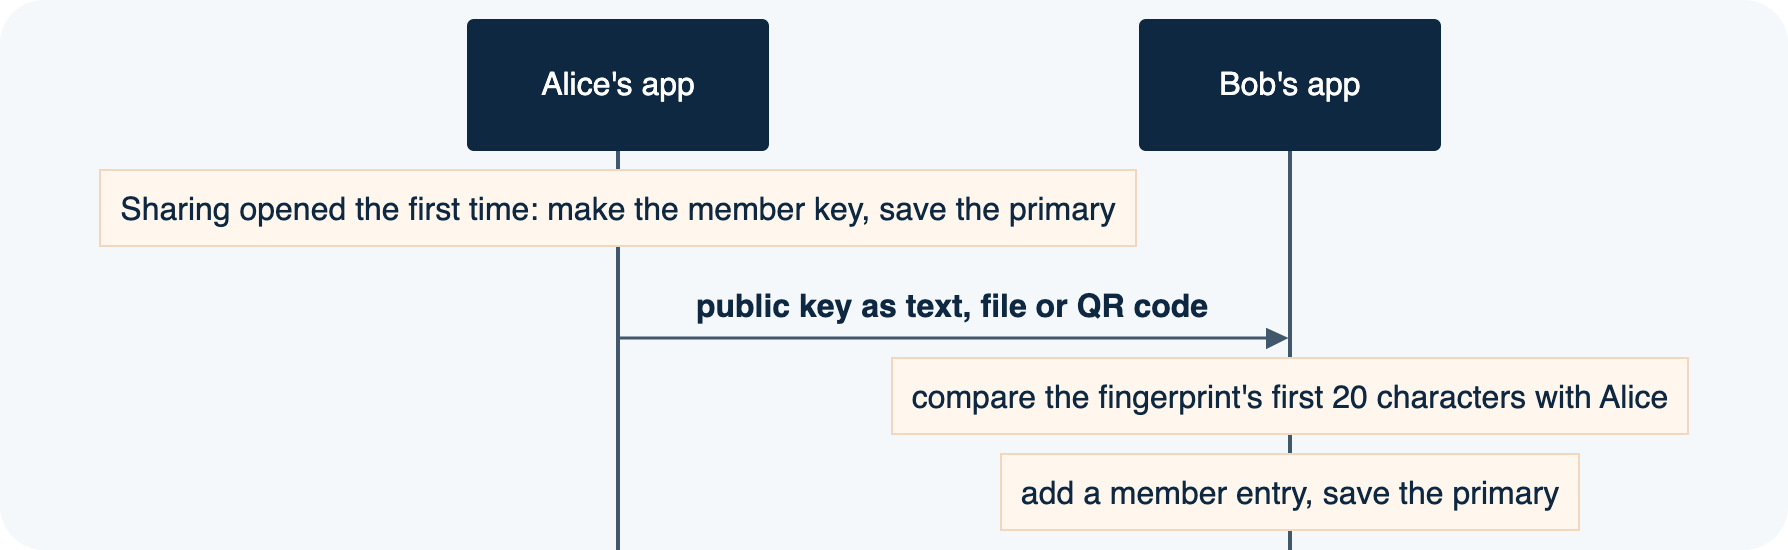 Alice's app
Bob's app
Sharing opened the first time: make the member key, save the primary
public key as text, file or QR code
compare the fingerprint's first 20 characters with Alice
add a member entry, save the primary